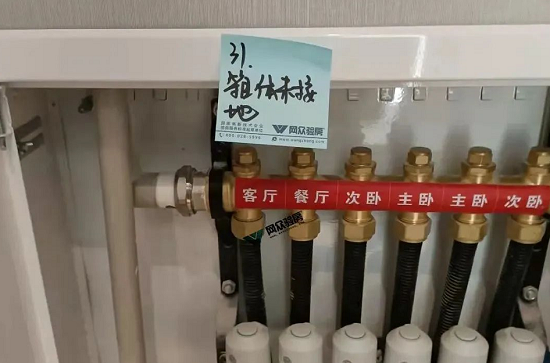 31.
箱体未接
地
网众验房
客厅 餐厅 次卧 主卧 主卧 次卧
网众验房